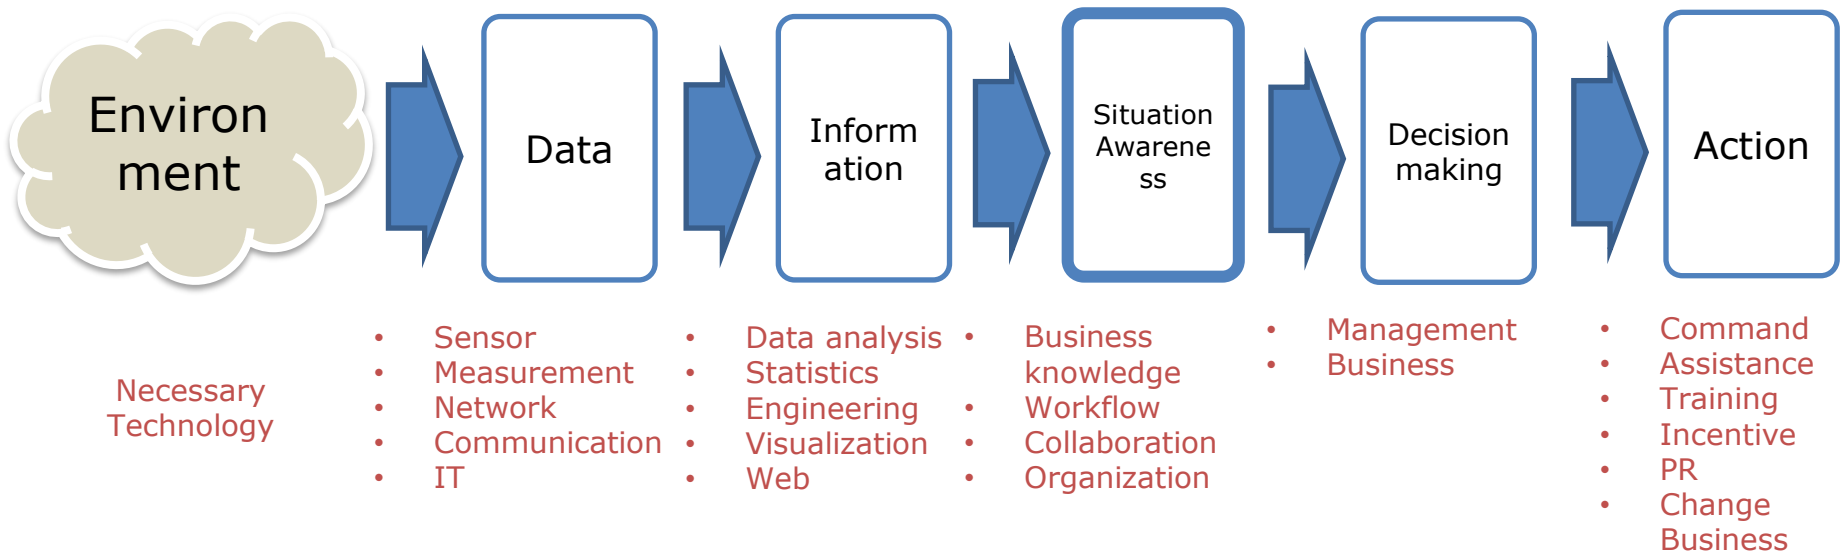 Environ
ment
Data
Inform
ation
Situation
Awarene
ss
Decision
making
Action
Necessary
Technology
• Sensor
• Measurement
• Network
• Communication
• IT
• Data analysis
• Statistics
• Engineering
• Visualization
• Web
• Business
knowledge
• Workflow
• Collaboration
• Organization
• Management
• Business
• Command
• Assistance
• Training
• Incentive
• PR
• Change
Business